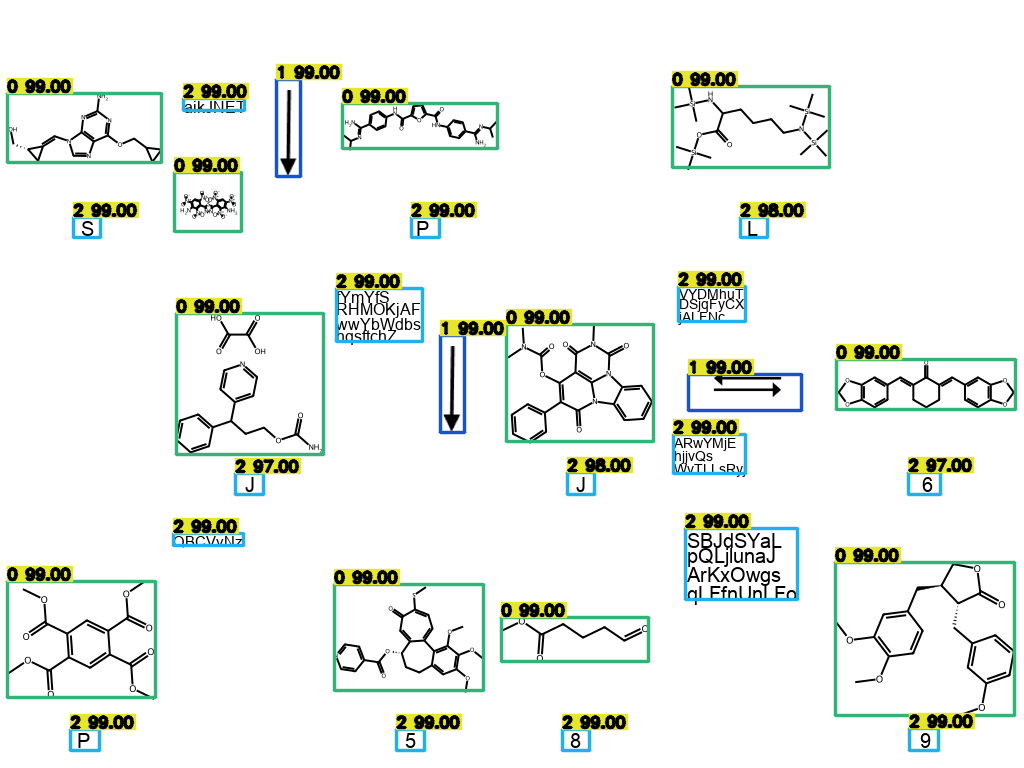 0 99.00
1 99.00
2 99.00
0 99.00
0 99.00
0 99.00
2 99.00
S
2 99.00
P
2 98.00
L
0 99.00
2 99.00
fYmYfS
RHMOKjAF
wwYbWdbs
1 99.00
0 99.00
2 99.00
VYDMhuT
DSjqFyCX
1 99.00
0 99.00
2 99.00
ARwYMjE
hjjvQs
2 97.00
J
2 98.00
J
2 97.00
6
2 99.00
2 99.00
SBJdSYaL
pQLjlunaJ
ArKxOwgs
0 99.00
0 99.00
0 99.00
0 99.00
2 99.00
P
2 99.00
5
2 99.00
8
2 99.00
9